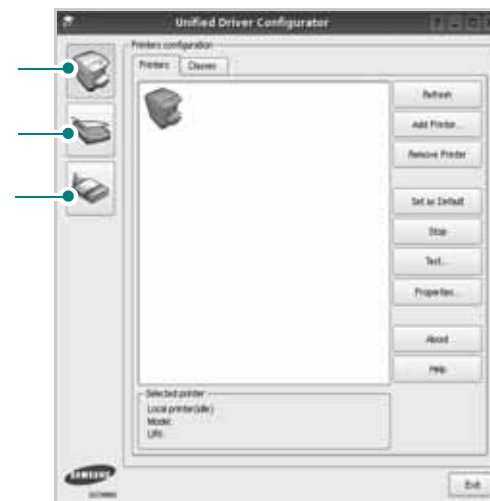 Unified Driver Configurator
Printers configuration
Printers
Classes
Refresh
Add Printer...
Remove Printer
Set as Default
Stop
Test...
Properties...
About
Help
Selected printer
Local printer(idle)
Model:
URI:
SAMSUNG
Exit